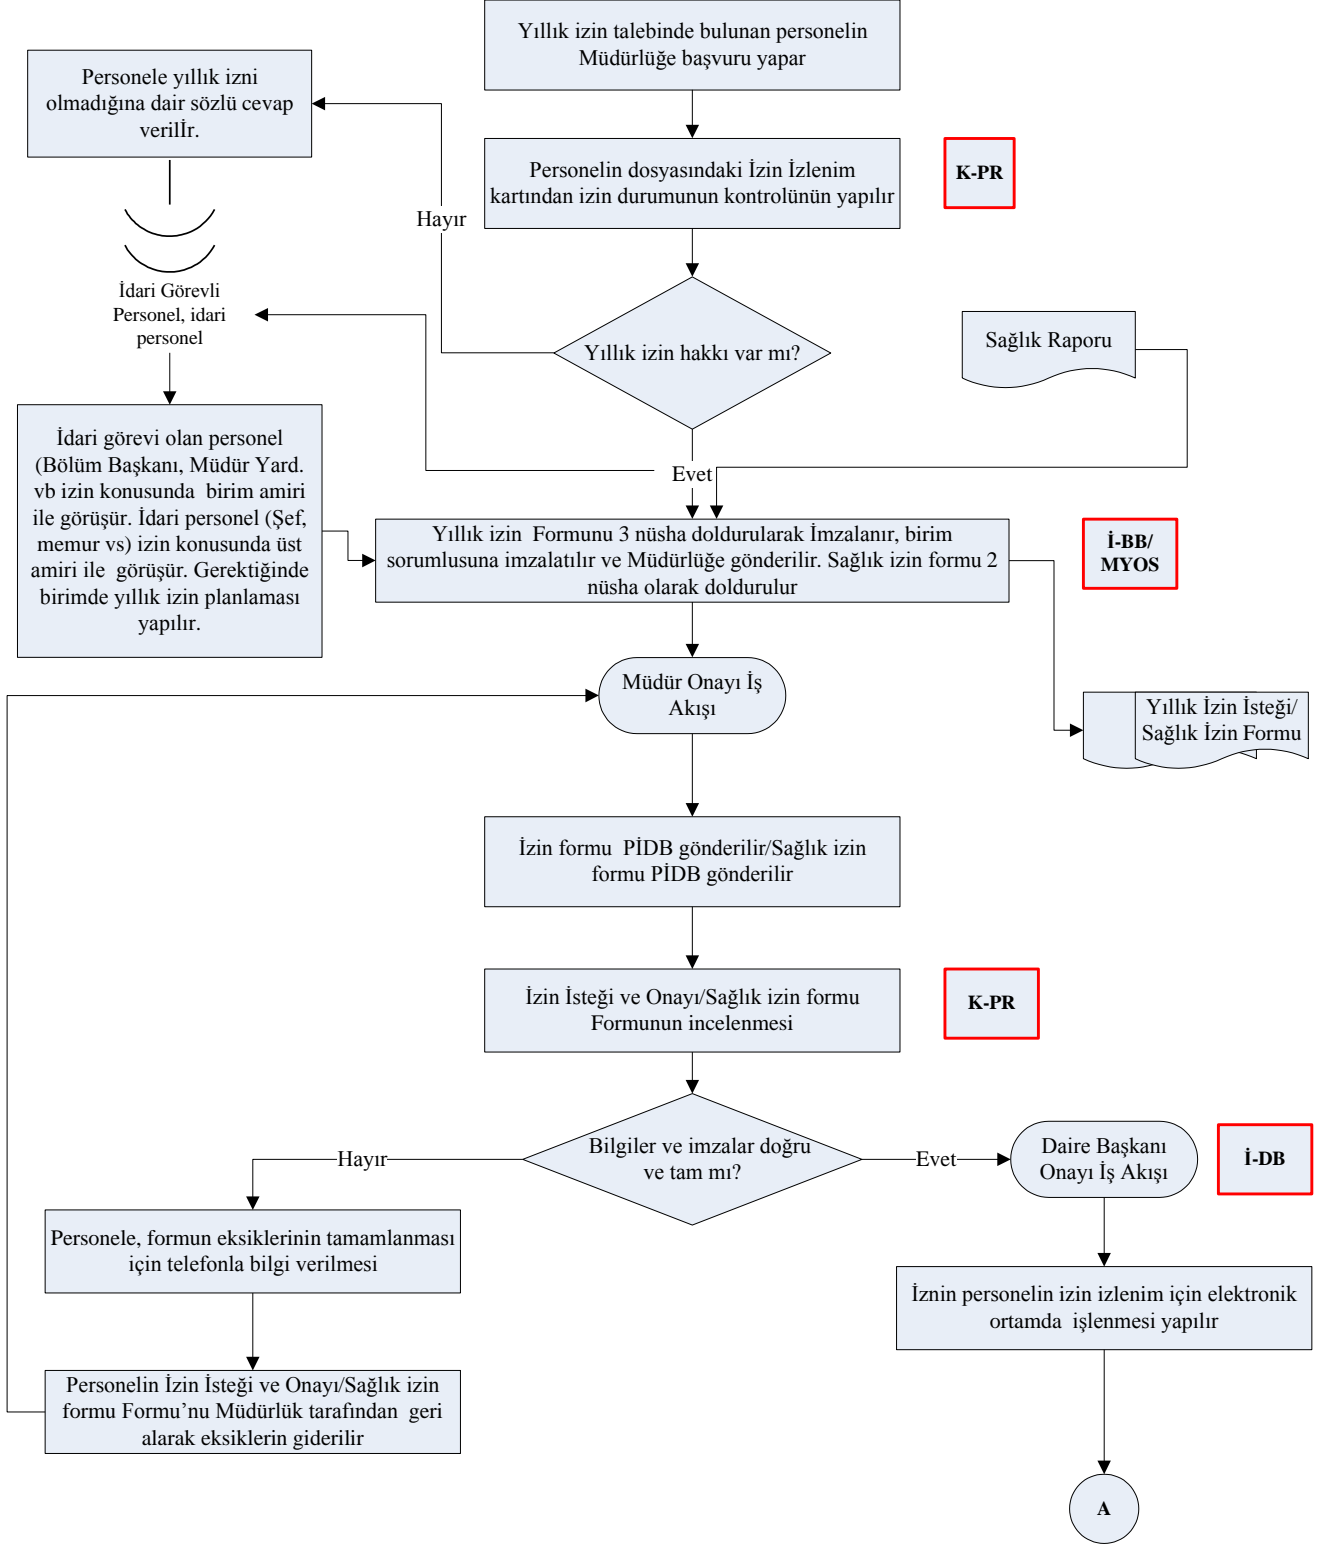 Yıllık izin talebinde bulunan personelin
Müdürlüğe başvuru yapar
Personele yıllık izni
olmadığına dair sözlü cevap
verilİr.
Personelin dosyasındaki İzin İzlenim
kartından izin durumunun kontrolünün yapılır
K-PR
Hayır
İdari Görevli
Personel, idari
personel
Yıllık izin hakkı var mı?
Sağlık Raporu
Evet
İdari görevi olan personel
(Bölüm Başkanı, Müdür Yard.
vb izin konusunda birim amiri
ile görüşür. İdari personel (Şef,
memur vs) izin konusunda üst
amiri ile görüşür. Gerektiğinde
birimde yıllık izin planlaması
yapılır.
Yıllık izin Formunu 3 nüsha doldurularak İmzalanır, birim
sorumlusuna imzalatılır ve Müdürlüğe gönderilir. Sağlık izin formu 2
nüsha olarak doldurulur
İ-BB/
MYOS
Müdür Onayı İş
Akışı
Yıllık İzin İsteği/
Sağlık İzin Formu
İzin formu PİDB gönderilir/Sağlık izin
formu PİDB gönderilir
İzin İsteği ve Onayı/Sağlık izin formu
Formunun incelenmesi
K-PR
Bilgiler ve imzalar doğru
ve tam mı?
Hayır
Evet
Daire Başkanı
Onayı İş Akışı
İ-DB
Personele, formun eksiklerinin tamamlanması
için telefonla bilgi verilmesi
İznin personelin izin izlenim için elektronik
ortamda işlenmesi yapılır
Personelin İzin İsteği ve Onayı/Sağlık izin
formu Formu’nu Müdürlük tarafından geri
alarak eksiklerin giderilir
A